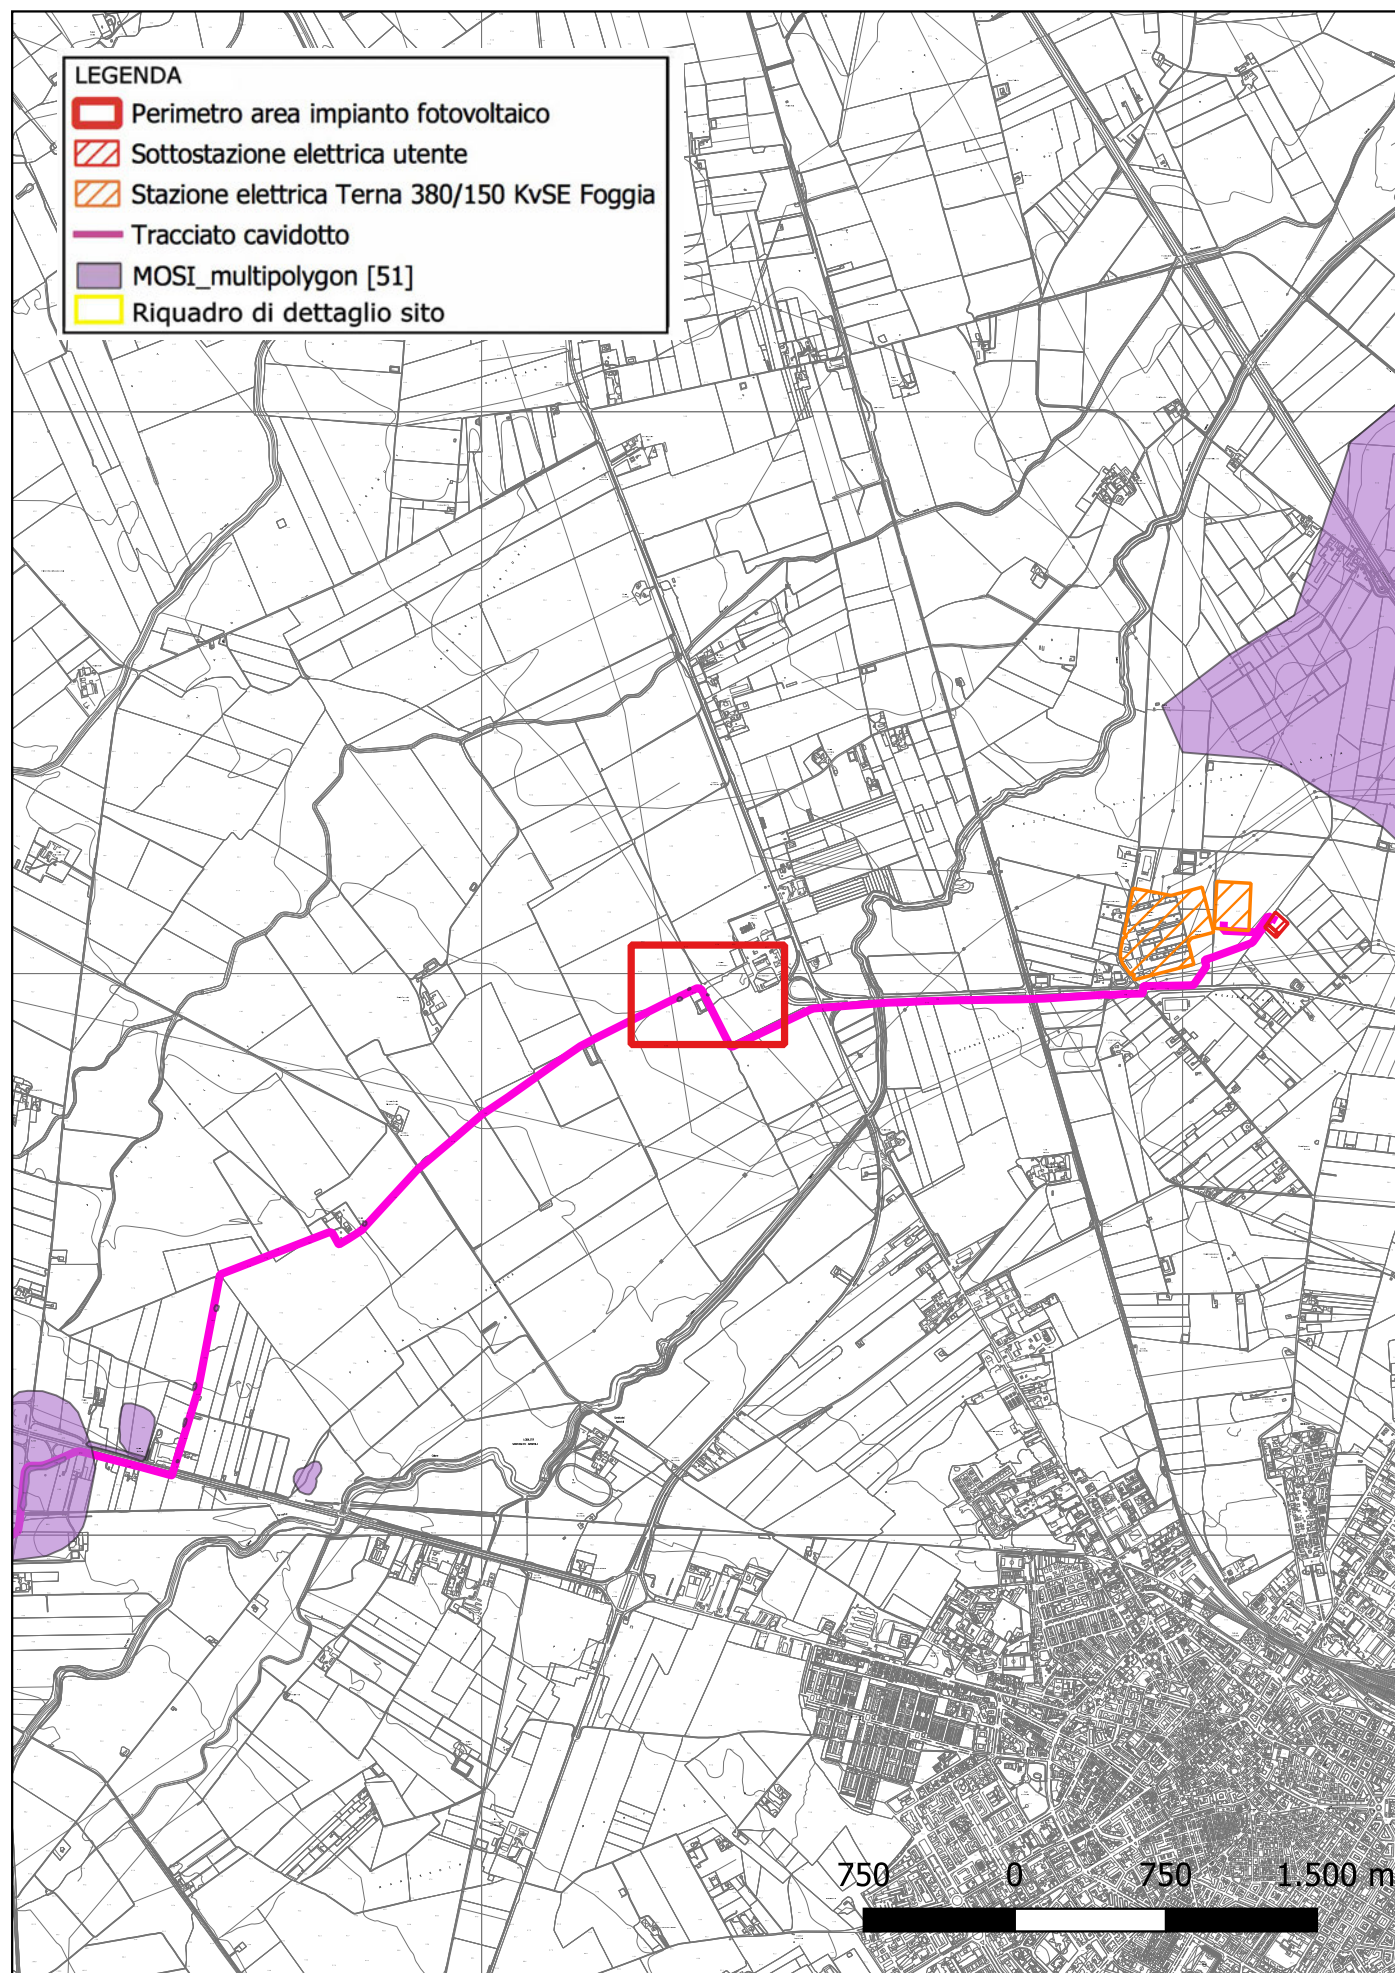 LEGENDA
Perimetro area impianto fotovoltaico
Sottostazione elettrica utente
Stazione elettrica Terna 380/150 KvSE Foggia
Tracciato cavidotto
MOSI_multipolygon [51]
Riquadro di dettaglio sito
750 0 750 1.500 m